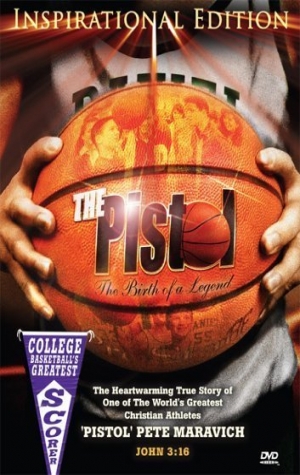 INSPIRATIONAL EDITION
THE
Pistol
The Birth of a Legend
COLLEGE
BASKETBALL'S
GREATEST
SCORER
The Heartwarming True Story of
One of The World's Greatest
Christian Athletes
'PISTOL' PETE MARAVICH
JOHN 3:16
DVD